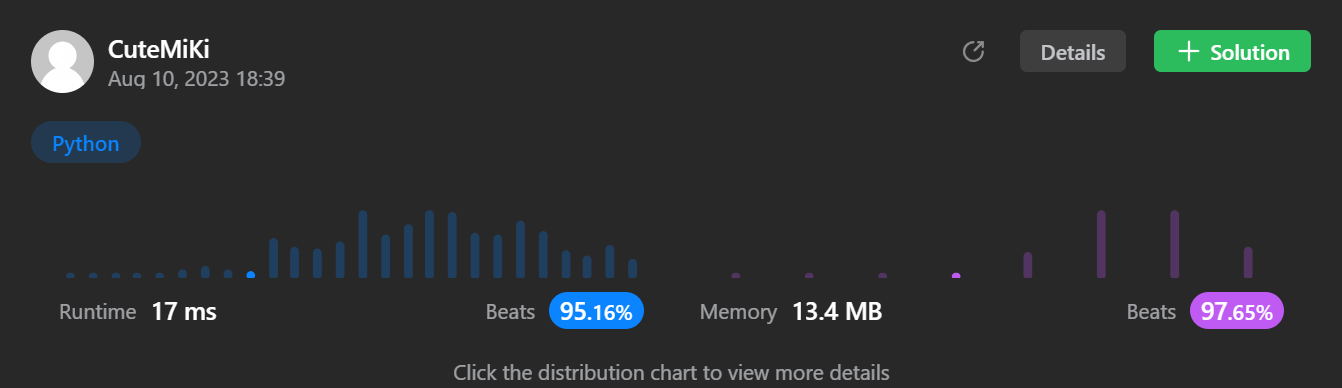 CuteMiKi
Aug 10, 2023 18:39
Details
Solution
Python
Runtime 17 ms Beats 95.16%
Memory 13.4 MB Beats 97.65%
Click the distribution chart to view more details